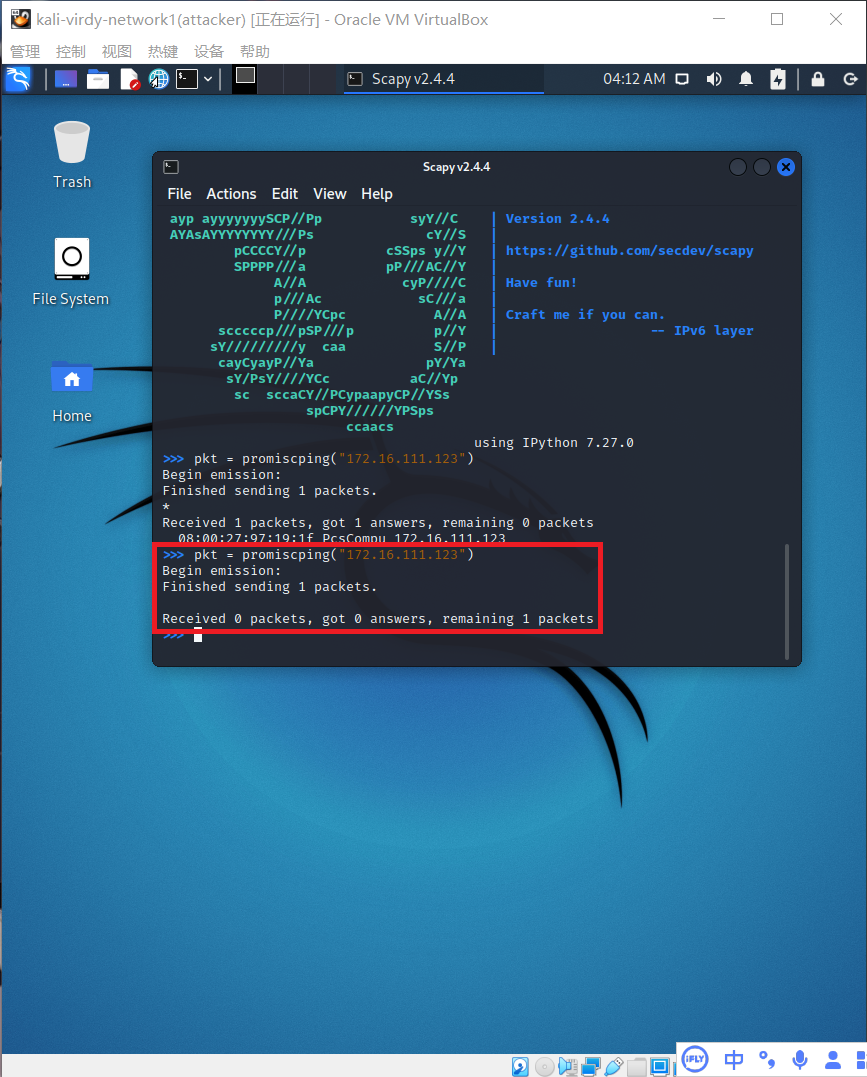 kali-virdy-network1(attacker) [正在运行] - Oracle VM VirtualBox
管理 控制 视图 热键 设备 帮助
Scapy v2.4.4
04:12 AM
Trash
File System
Home
Scapy v2.4.4
File Actions Edit View Help
ayp ayyyyyyySCP//Pp syY//C | Version 2.4.4
AYAsAYYYYYYYY///Ps cY//S |
pCCCCY//p cSSps y//Y | https://github.com/secdev/scapy
SPPPP///a pP///AC//Y |
A//A cyP////C | Have fun!
p///Ac sC///a |
P////YCpc A//A | Craft me if you can.
scccccp///pSP///p p//Y | -- IPv6 layer
sY/////////y caa S//P |
cayCyayP//Ya pY/Ya
sY/PsY////YCc aC//Yp
sc sccaCY//PCypaapyCP//YSs
spCPY//////YPSps
ccaacs
using IPython 7.27.0
>>> pkt = promiscping("172.16.111.123")
Begin emission:
Finished sending 1 packets.
*
Received 1 packets, got 1 answers, remaining 0 packets
08:00:27:97:19:1f PcsCompu 172.16.111.123
>>> pkt = promiscping("172.16.111.123")
Begin emission:
Finished sending 1 packets.
Received 0 packets, got 0 answers, remaining 1 packets
>>>
iFLY 中